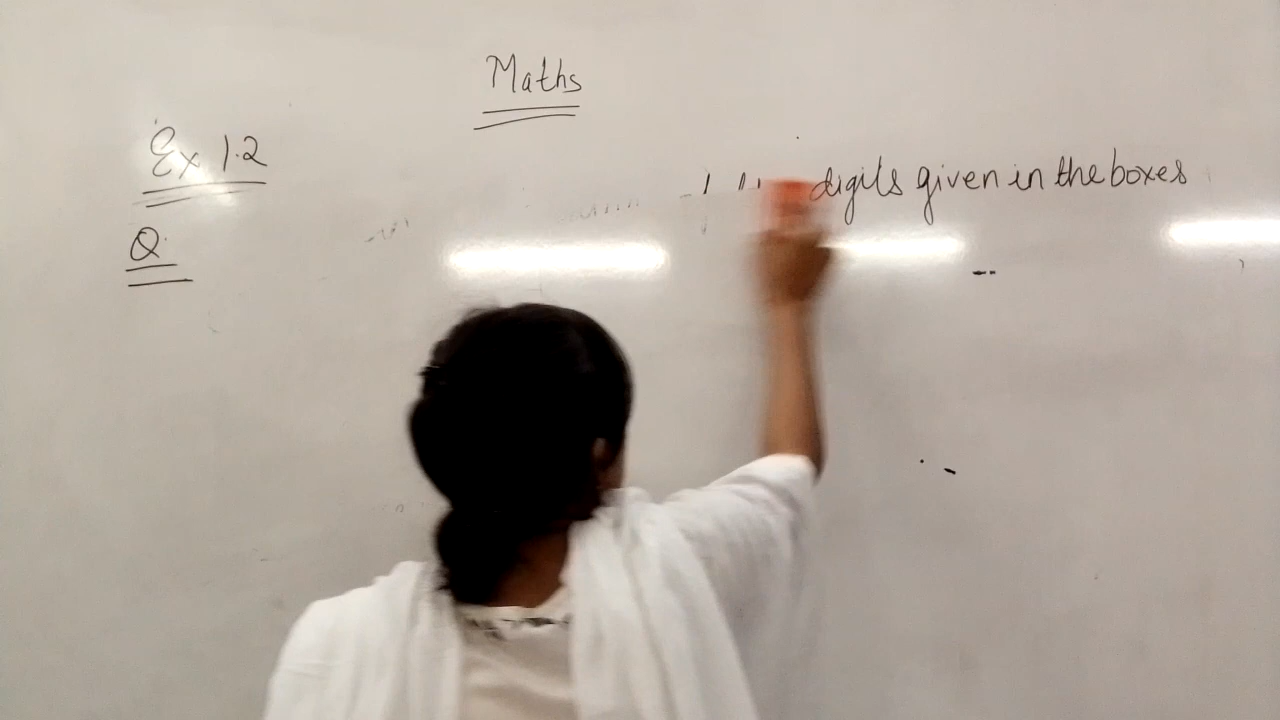 Maths
Ex 1.2
digits given in the boxes
Q.